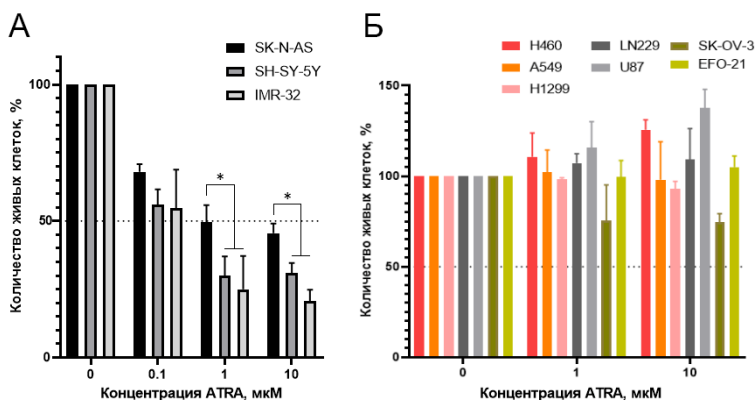 А
SK-N-AS
SH-SY-5Y
IMR-32
Количество живых клеток, %
100
50
0
*
*
0
0.1
1
10
Концентрация ATRA, мкМ
Б
H460
A549
H1299
LN229
U87
SK-OV-3
EFO-21
Количество живых клеток, %
150
100
50
0
0
1
10
Концентрация ATRA, мкМ